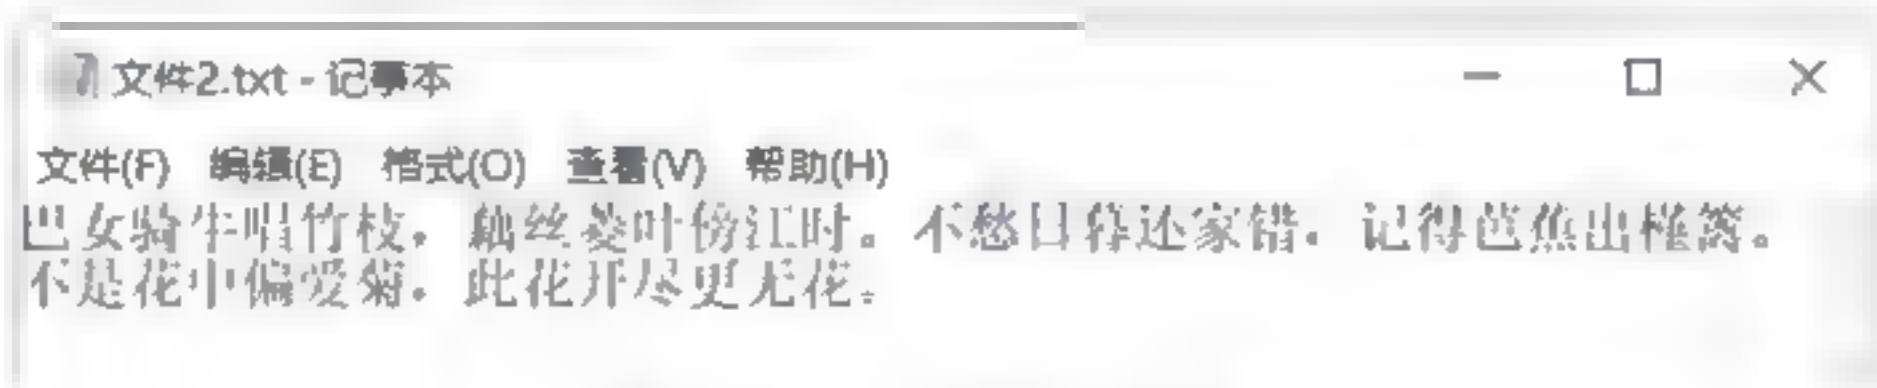 文件2.txt - 记事本
文件(F) 编辑(E) 格式(O) 查看(V) 帮助(H)
巴女骑牛唱竹枝，藕丝菱叶傍江时。不愁日暮还家错，记得芭蕉出槿篱。
不是花中偏爱菊，此花开尽更无花。